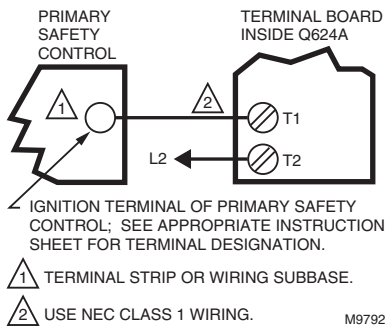 PRIMARY
SAFETY
CONTROL
TERMINAL BOARD
INSIDE Q624A
1
2
T1
L2
T2
IGNITION TERMINAL OF PRIMARY SAFETY
CONTROL; SEE APPROPRIATE INSTRUCTION
SHEET FOR TERMINAL DESIGNATION.
1 TERMINAL STRIP OR WIRING SUBBASE.
2 USE NEC CLASS 1 WIRING.
M9792